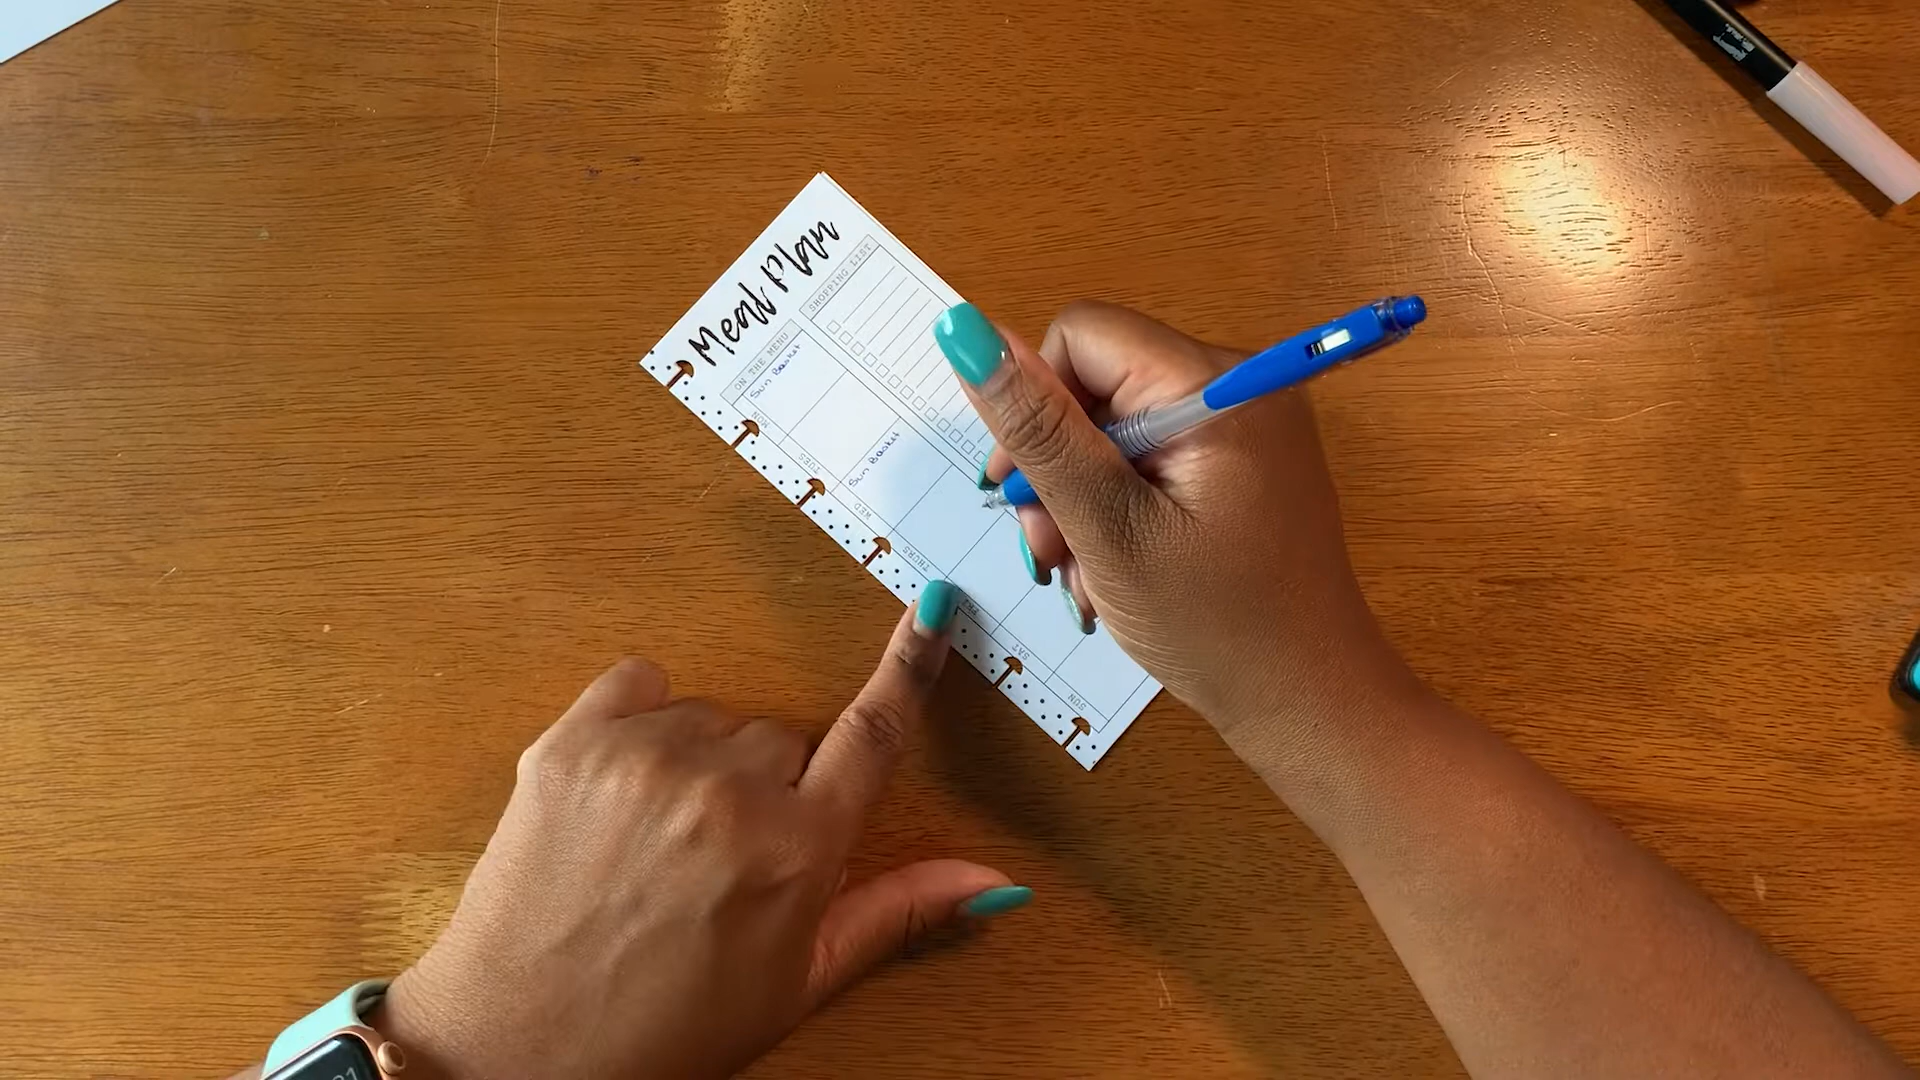 Meal Plan
SHOPPING LIST
ON THE MENU
Sun Basket
MON
TUES
Sun Basket
WED
THURS
FRI
SAT
SUN